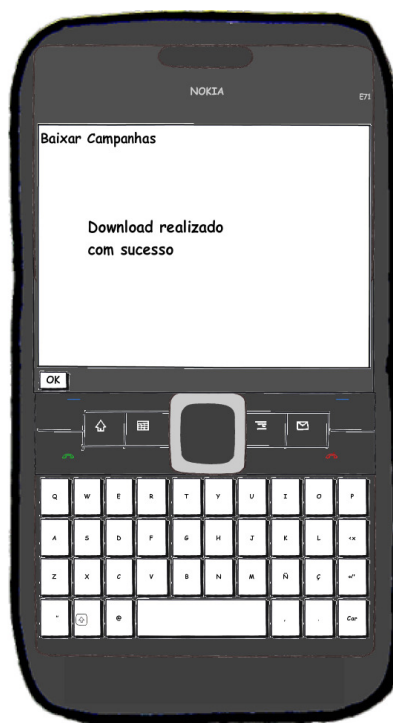 NOKIA
E71
Baixar Campanhas
Download realizado
com sucesso
OK
Q W E R T Y U I O P
A S D F G H J K L
Z X C V B N M Ñ Ç
@ , . Car